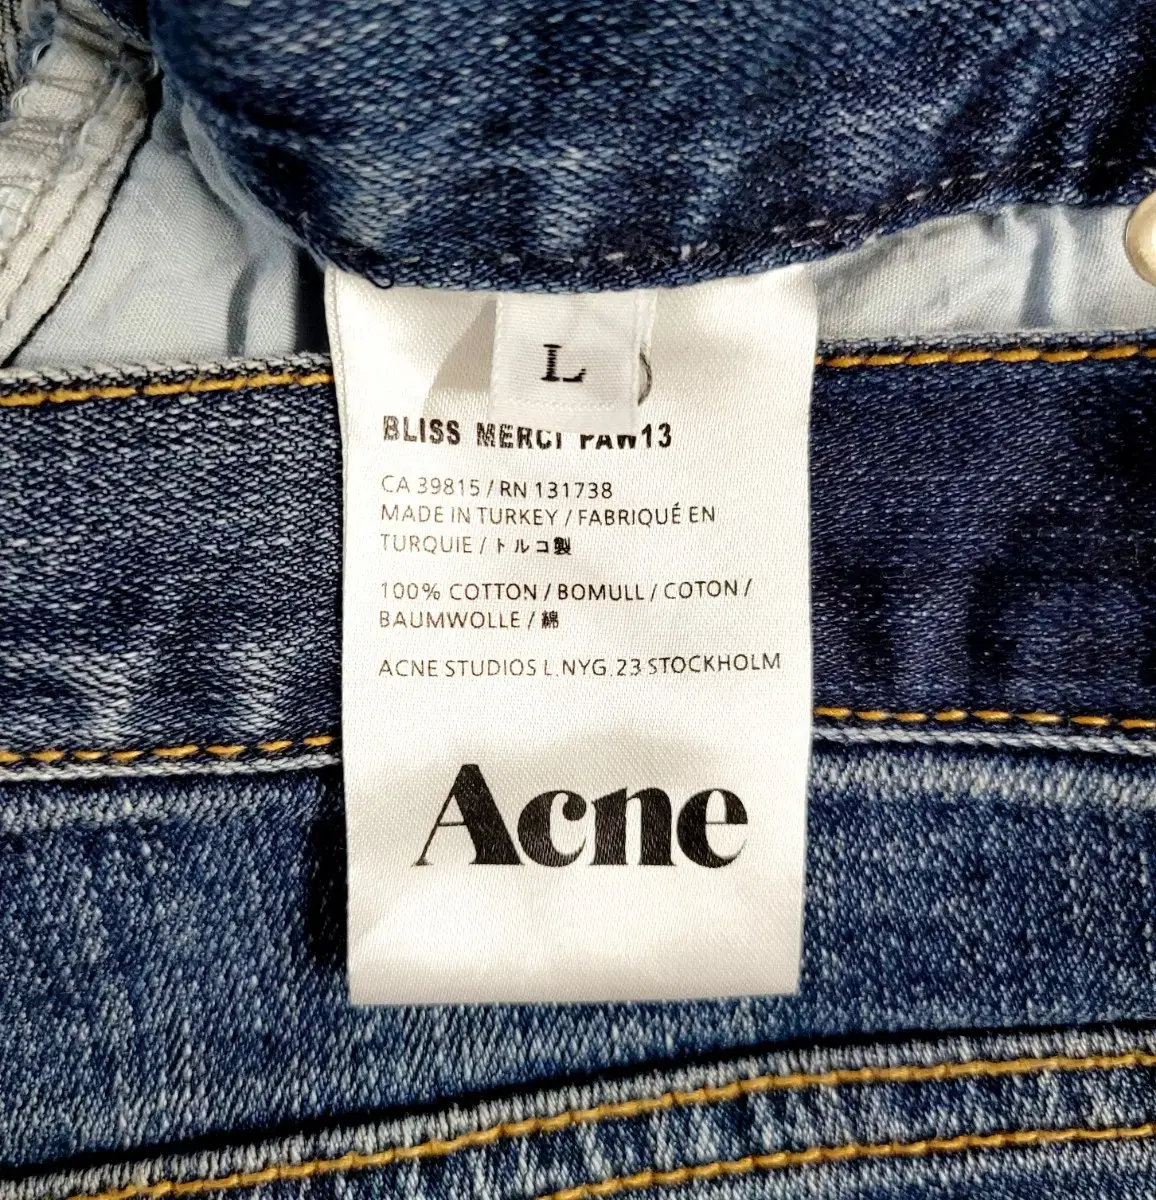 L
BLISS MERCI PAW13
CA 39815 / RN 131738
MADE IN TURKEY / FABRIQUÉ EN
TURQUIE / トルコ製
100% COTTON / BOMULL / COTON /
BAUMWOLLE / 綿
ACNE STUDIOS L.NYG.23 STOCKHOLM
Acne